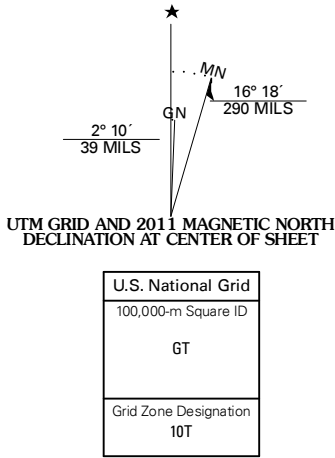 MN
GN
16° 18´
290 MILS
2° 10´
39 MILS
UTM GRID AND 2011 MAGNETIC NORTH
DECLINATION AT CENTER OF SHEET
U.S. National Grid
100,000-m Square ID
GT
Grid Zone Designation
10T